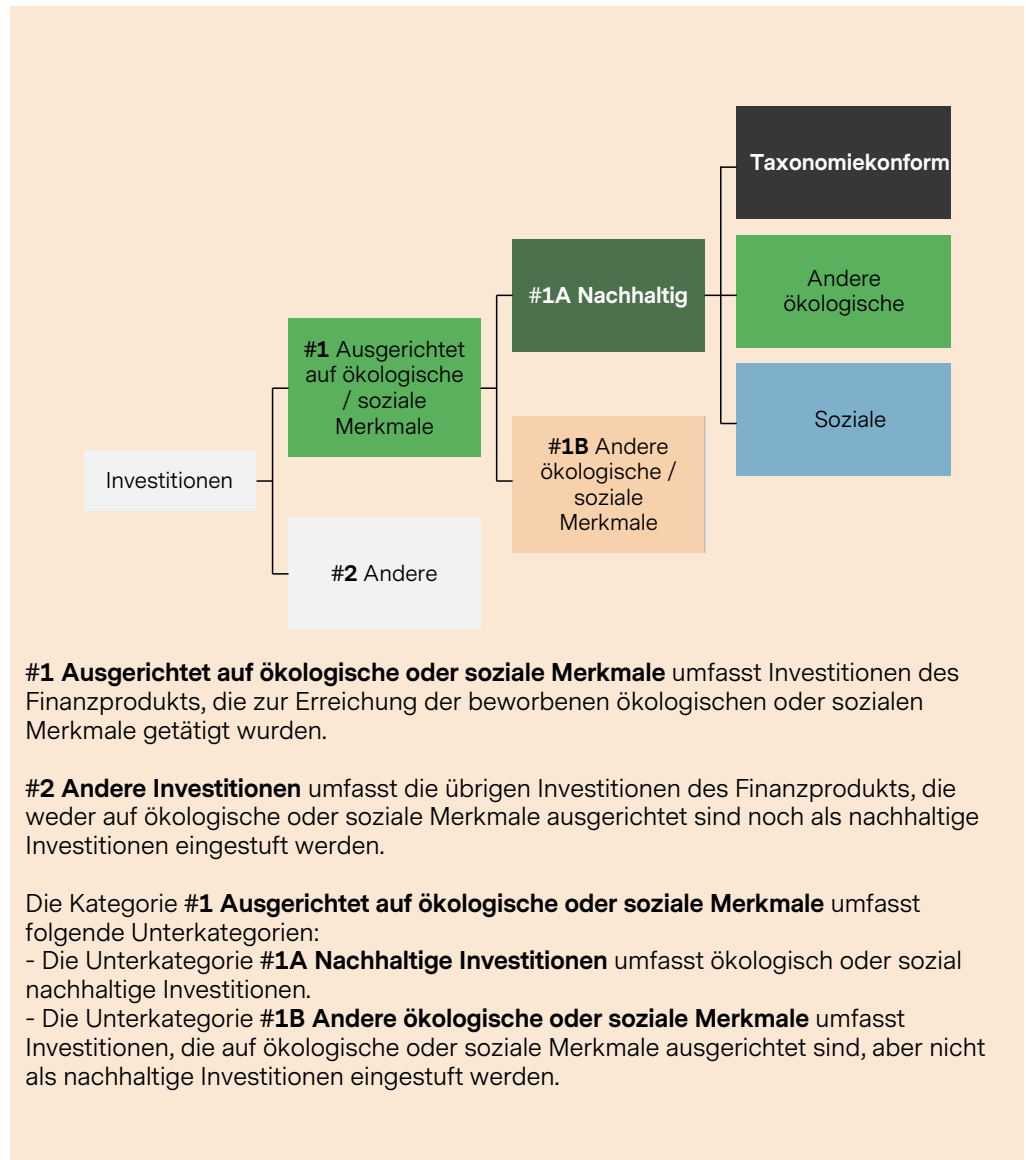 Taxonomiekonform
#1A Nachhaltig
Andere
ökologische
#1 Ausgerichtet
auf ökologische
/ soziale
Merkmale
Soziale
#1B Andere
ökologische /
soziale
Merkmale
Investitionen
#2 Andere
#1 Ausgerichtet auf ökologische oder soziale Merkmale umfasst Investitionen des
Finanzprodukts, die zur Erreichung der beworbenen ökologischen oder sozialen
Merkmale getätigt wurden.
#2 Andere Investitionen umfasst die übrigen Investitionen des Finanzprodukts, die
weder auf ökologische oder soziale Merkmale ausgerichtet sind noch als nachhaltige
Investitionen eingestuft werden.
Die Kategorie #1 Ausgerichtet auf ökologische oder soziale Merkmale umfasst
folgende Unterkategorien:
- Die Unterkategorie #1A Nachhaltige Investitionen umfasst ökologisch oder sozial
nachhaltige Investitionen.
- Die Unterkategorie #1B Andere ökologische oder soziale Merkmale umfasst
Investitionen, die auf ökologische oder soziale Merkmale ausgerichtet sind, aber nicht
als nachhaltige Investitionen eingestuft werden.